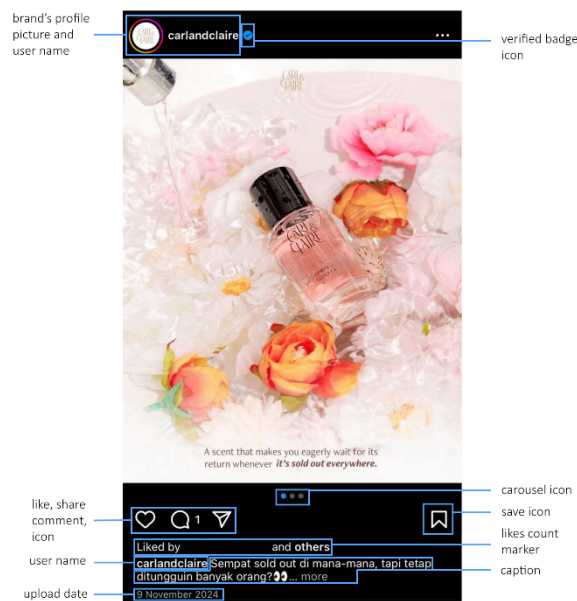 brand's profile
picture and
user name
carlandclaire
verified badge
icon
CARL &
CLAIRE
CARL &
CLAIRE
SPRING
SONATA
A scent that makes you eagerly wait for its
return whenever it's sold out everywhere.
carousel icon
like, share
comment,
icon
1
save icon
Liked by and others
likes count
marker
user name
carlandclaire Sempat sold out di mana-mana, tapi tetap
ditungguin banyak orang?👀... more
caption
upload date
9 November 2024